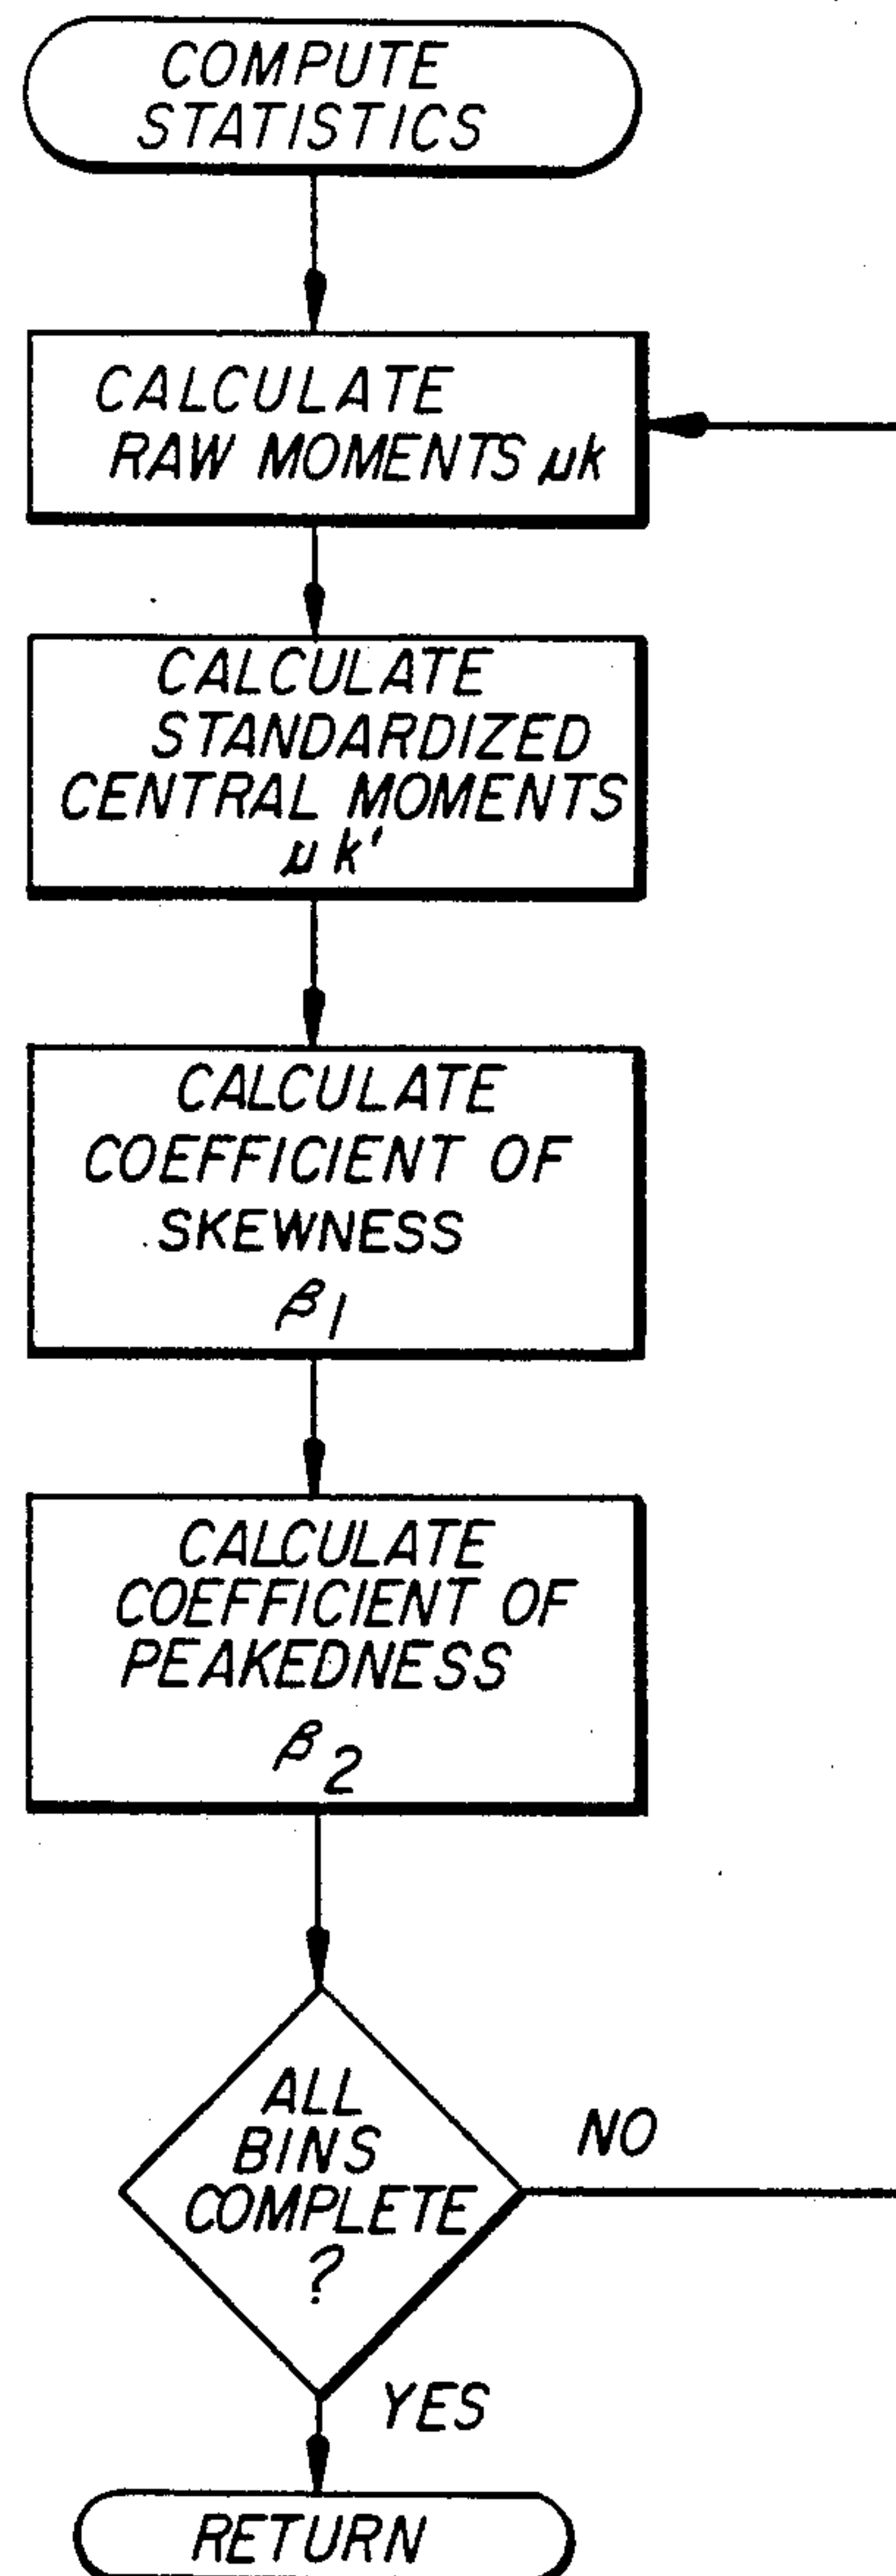 COMPUTE
STATISTICS
CALCULATE
RAW MOMENTS μk
CALCULATE
STANDARDIZED
CENTRAL MOMENTS
μk'
CALCULATE
COEFFICIENT OF
SKEWNESS
β1
CALCULATE
COEFFICIENT OF
PEAKEDNESS
β2
ALL
BINS
COMPLETE
?
NO
YES
RETURN